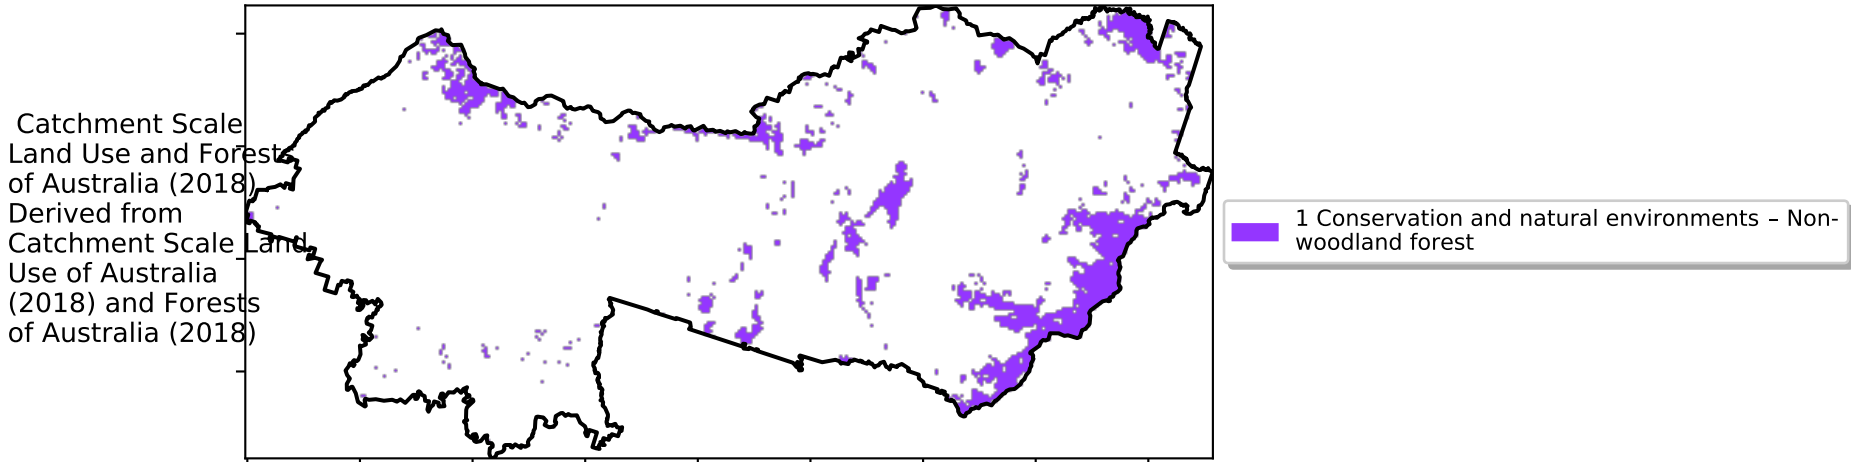 Catchment Scale
Land Use and Forests
of Australia (2018)
Derived from
Catchment Scale Land
Use of Australia
(2018) and Forests
of Australia (2018)
1 Conservation and natural environments – Non-
woodland forest